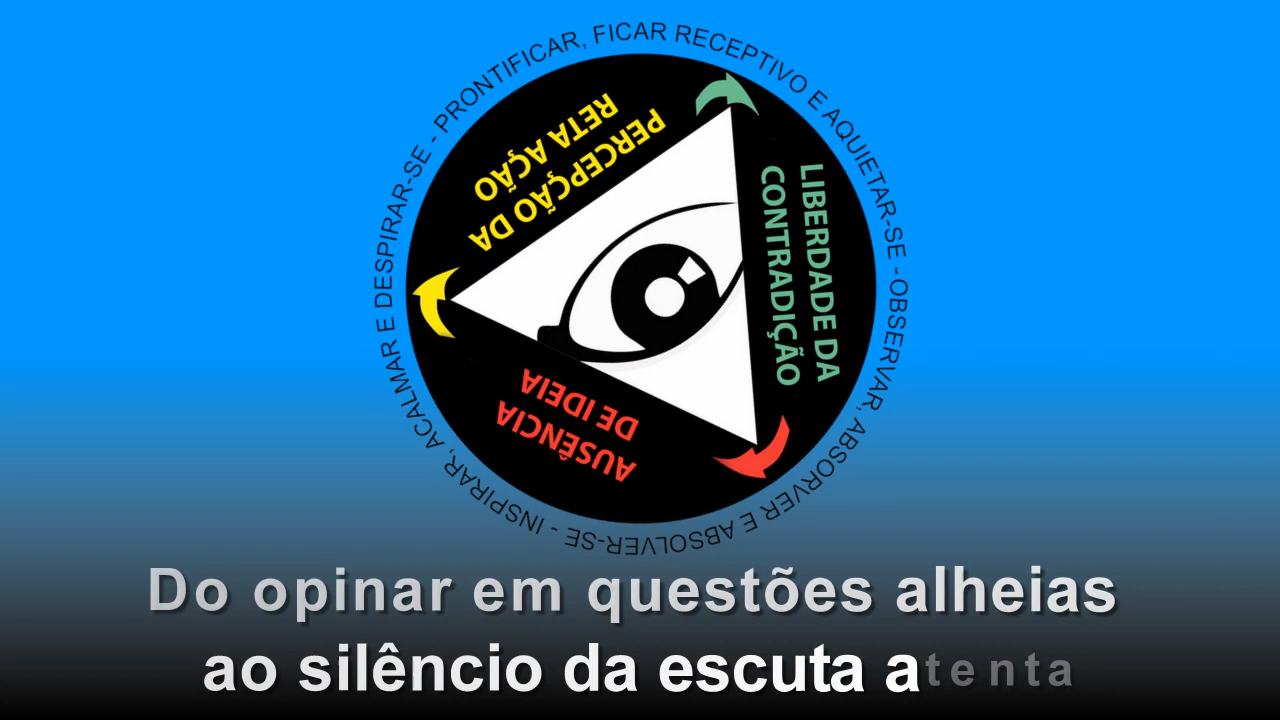 PRONTIFICAR, FICAR RECEPTIVO E AQUIETAR-SE - OBSERVAR, ABSORVER E ABSOLVER-SE - INSPIRAR, ACALMAR E DESPIRAR-SE -
PERCEPÇÃO DA
RETA AÇÃO
LIBERDADE DA
CONTRADIÇÃO
AUSÊNCIA
DE IDEIA
Do opinar em questões alheias
ao silêncio da escuta atenta